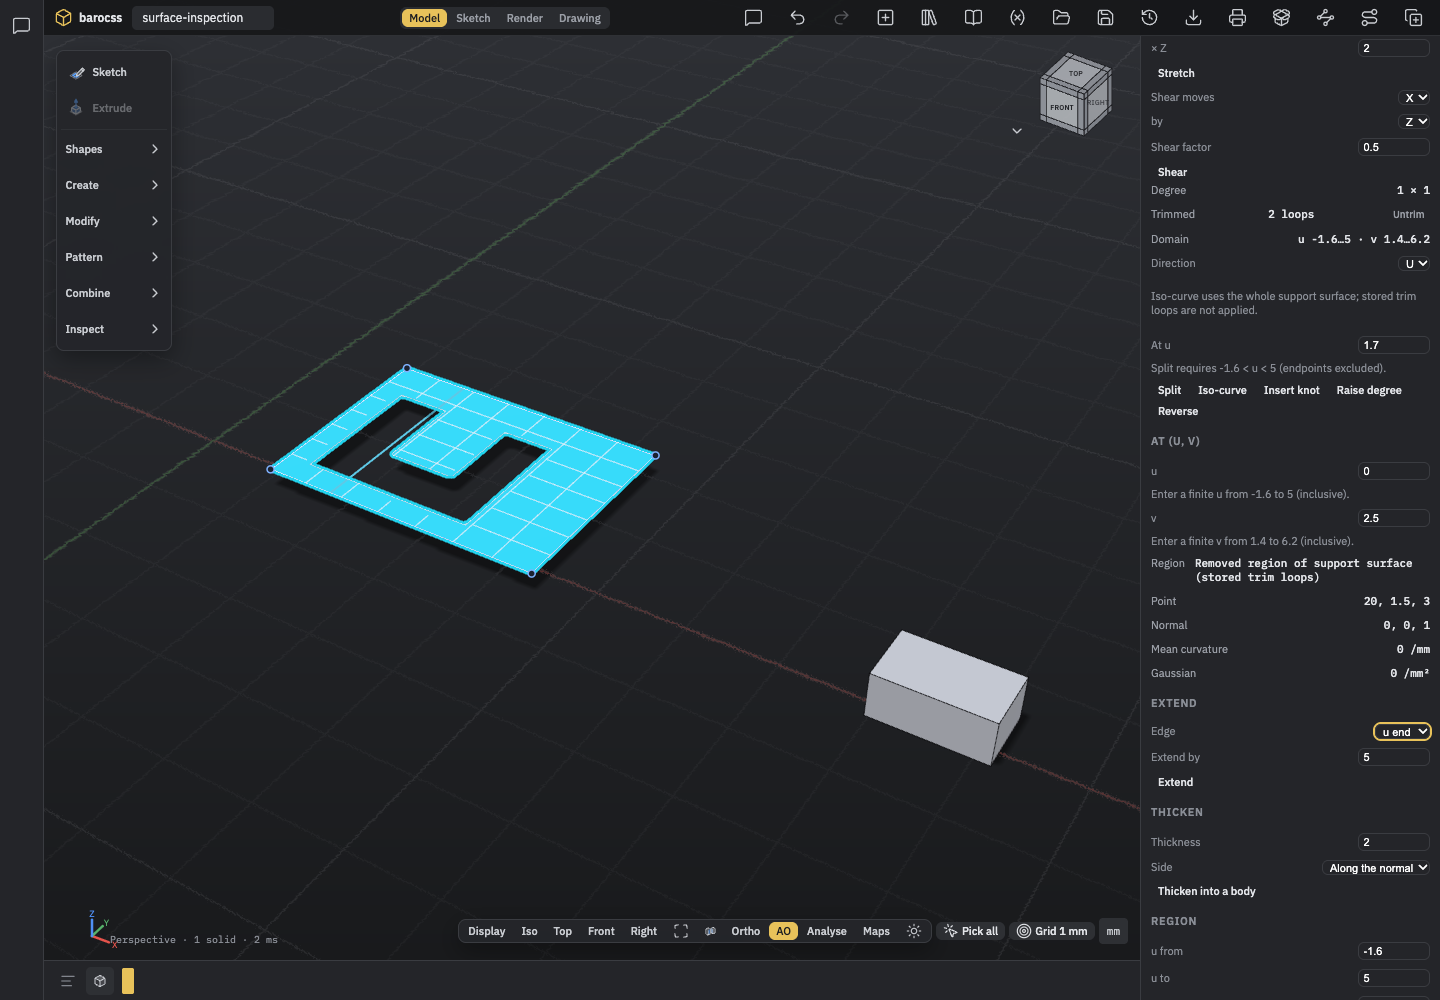 barocss
surface-inspection
Model Sketch Render Drawing
Sketch
Extrude
Shapes
Create
Modify
Pattern
Combine
Inspect
TOP
FRONT
RIGHT
× Z 2
Stretch
Shear moves X
by Z
Shear factor 0.5
Shear
Degree 1 × 1
Trimmed 2 loops Untrim
Domain u -1.6…5 · v 1.4…6.2
Direction U
Iso-curve uses the whole support surface; stored trim
loops are not applied.
At u 1.7
Split requires -1.6 < u < 5 (endpoints excluded).
Split Iso-curve Insert knot Raise degree
Reverse
AT (U, V)
u 0
Enter a finite u from -1.6 to 5 (inclusive).
v 2.5
Enter a finite v from 1.4 to 6.2 (inclusive).
Region Removed region of support surface
(stored trim loops)
Point 20, 1.5, 3
Normal 0, 0, 1
Mean curvature 0 /mm
Gaussian 0 /mm²
EXTEND
Edge u end
Extend by 5
Extend
THICKEN
Thickness 2
Side Along the normal
Thicken into a body
REGION
u from -1.6
u to 5
Z
Y
X
Perspective · 1 solid · 2 ms
Display Iso Top Front Right Ortho AO Analyse Maps
Pick all
Grid 1 mm
mm